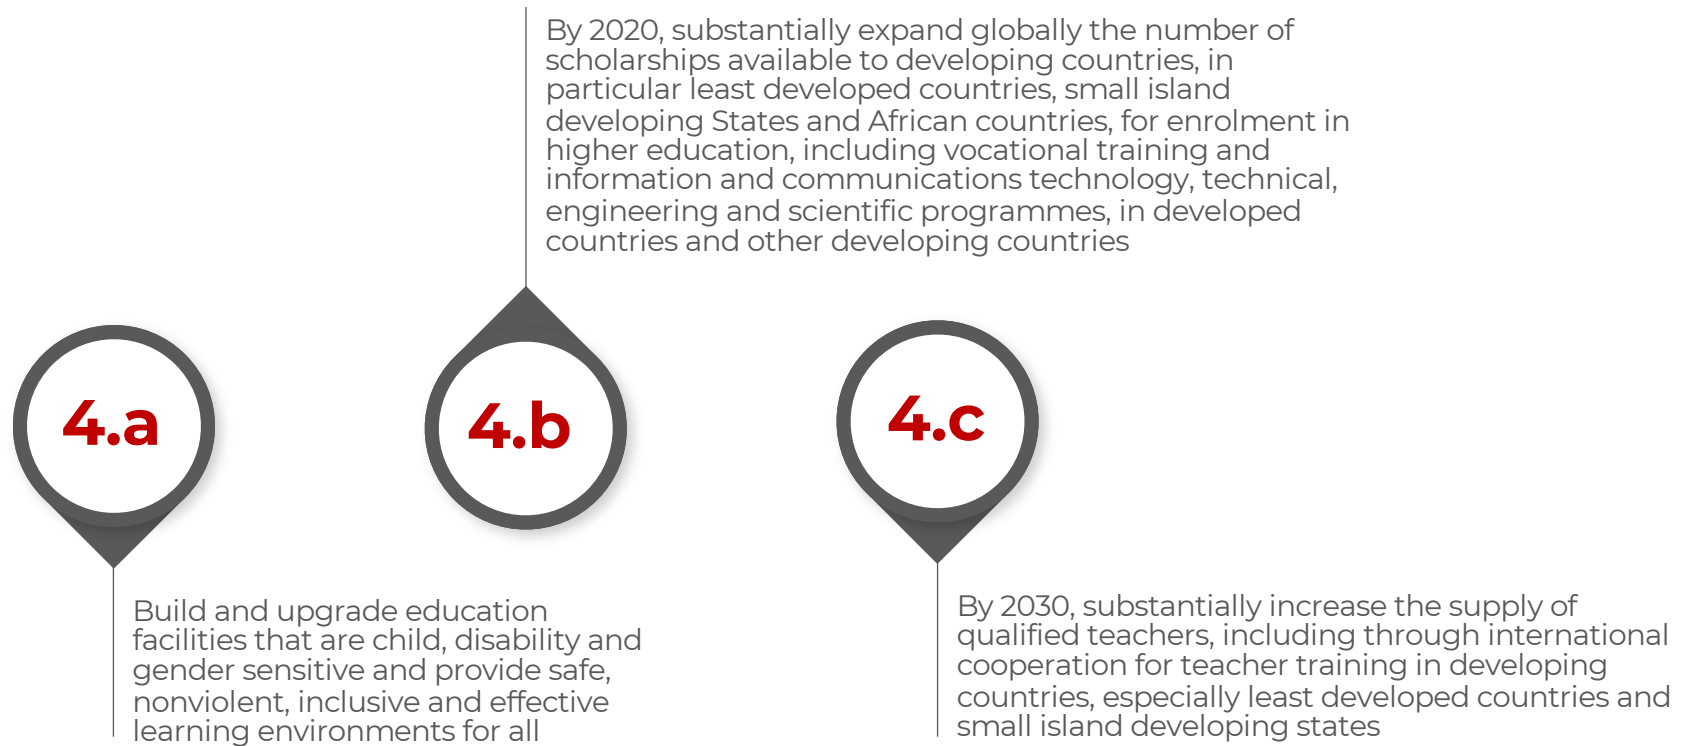 By 2020, substantially expand globally the number of
scholarships available to developing countries, in
particular least developed countries, small island
developing States and African countries, for enrolment in
higher education, including vocational training and
information and communications technology, technical,
engineering and scientific programmes, in developed
countries and other developing countries
4.a
4.b
4.c
Build and upgrade education
facilities that are child, disability and
gender sensitive and provide safe,
nonviolent, inclusive and effective
learning environments for all
By 2030, substantially increase the supply of
qualified teachers, including through international
cooperation for teacher training in developing
countries, especially least developed countries and
small island developing states